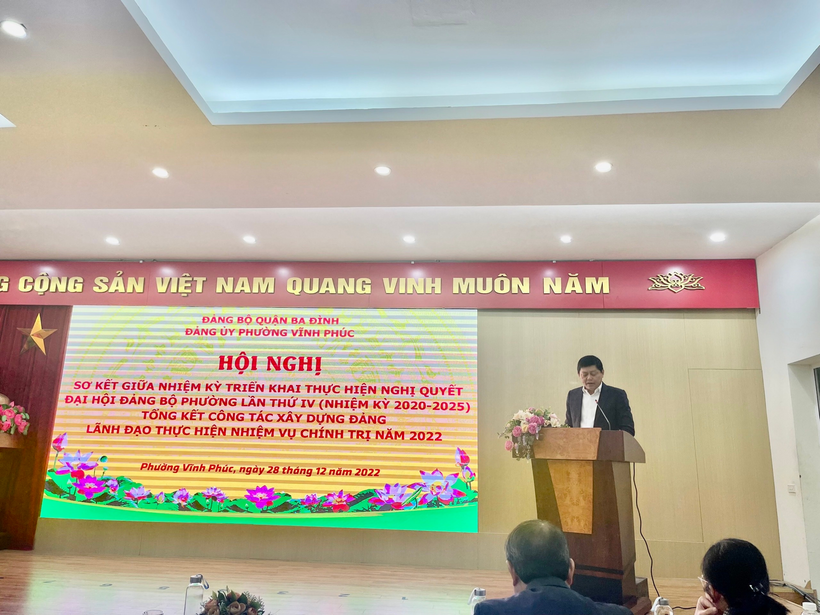 G CỘNG SẢN VIỆT NAM QUANG VINH MUÔN NĂM
ĐẢNG BỘ QUẬN BA ĐÌNH
ĐẢNG ỦY PHƯỜNG VĨNH PHÚC
HỘI NGHỊ
SƠ KẾT GIỮA NHIỆM KỲ TRIỂN KHAI THỰC HIỆN NGHỊ QUYẾT
ĐẠI HỘI ĐẢNG BỘ PHƯỜNG LẦN THỨ IV (NHIỆM KỲ 2020-2025)
TỔNG KẾT CÔNG TÁC XÂY DỰNG ĐẢNG
LÃNH ĐẠO THỰC HIỆN NHIỆM VỤ CHÍNH TRỊ NĂM 2022
Phường Vĩnh Phúc, ngày 28 tháng 12 năm 2022